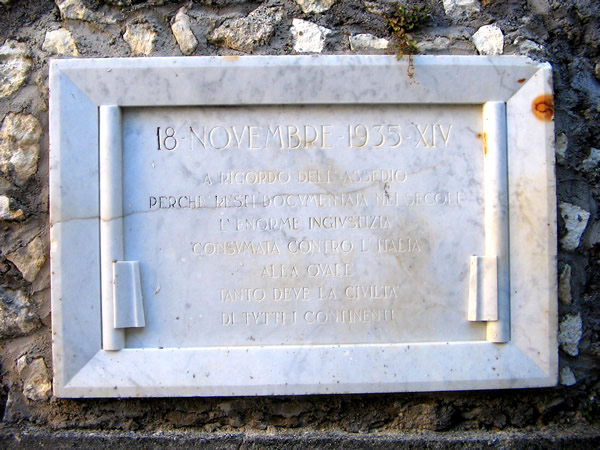 18·NOVEMBRE·1935·XIV
A RICORDO DELL'ASSEDIO
PERCHE' RESTI DOCUMENTATA NEI SECOLI
L'ENORME INGIUSTIZIA
CONSUMATA CONTRO L'ITALIA
ALLA QUALE
TANTO DEVE LA CIVILTA'
DI TUTTI I CONTINENTI